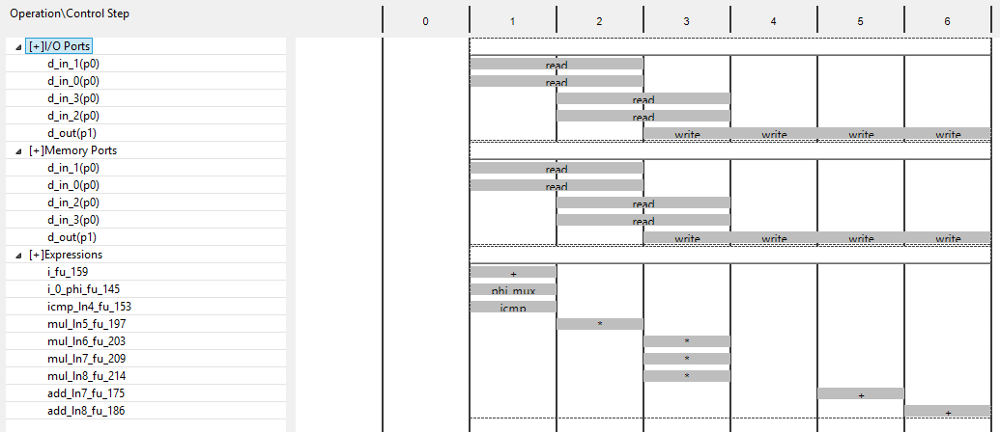 Operation\Control Step 0 1 2 3 4 5 6
[+]I/O Ports
d_in_1(p0) read
d_in_0(p0) read
d_in_3(p0) read
d_in_2(p0) read
d_out(p1) write write write write
[+]Memory Ports
d_in_1(p0) read
d_in_0(p0) read
d_in_2(p0) read
d_in_3(p0) read
d_out(p1) write write write write
[+]Expressions
i_fu_159 +
i_0_phi_fu_145 phi_mux
icmp_ln4_fu_153 icmp
mul_ln5_fu_197 *
mul_ln6_fu_203 *
mul_ln7_fu_209 *
mul_ln8_fu_214 *
add_ln7_fu_175 +
add_ln8_fu_186 +